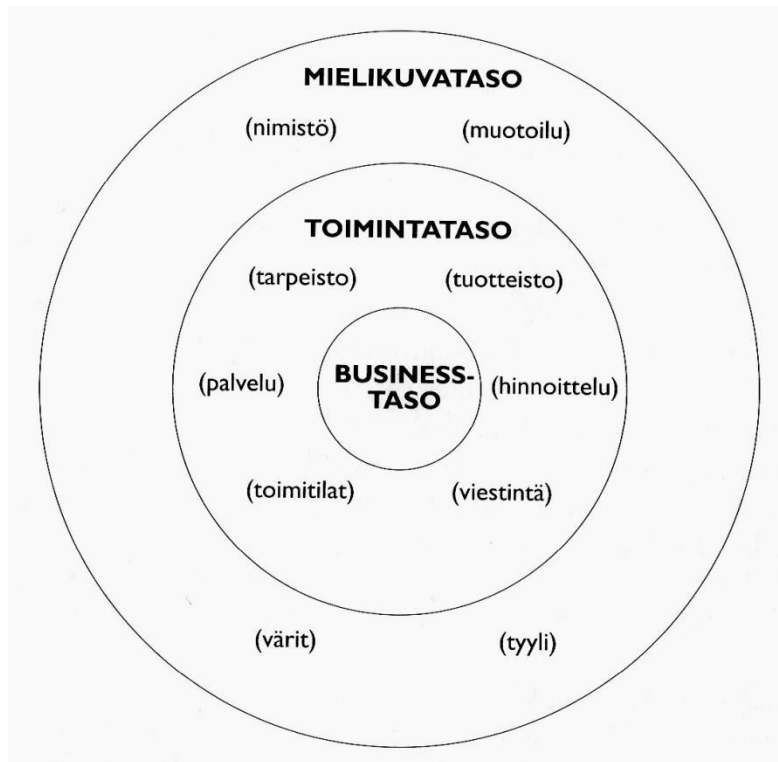 MIELIKUVATASO
(nimistö) (muotoilu)
TOIMINTATASO
(tarpeisto) (tuotteisto)
(palvelu) BUSINESS- (hinnoittelu)
TASO
(toimitilat) (viestintä)
(värit) (tyyli)